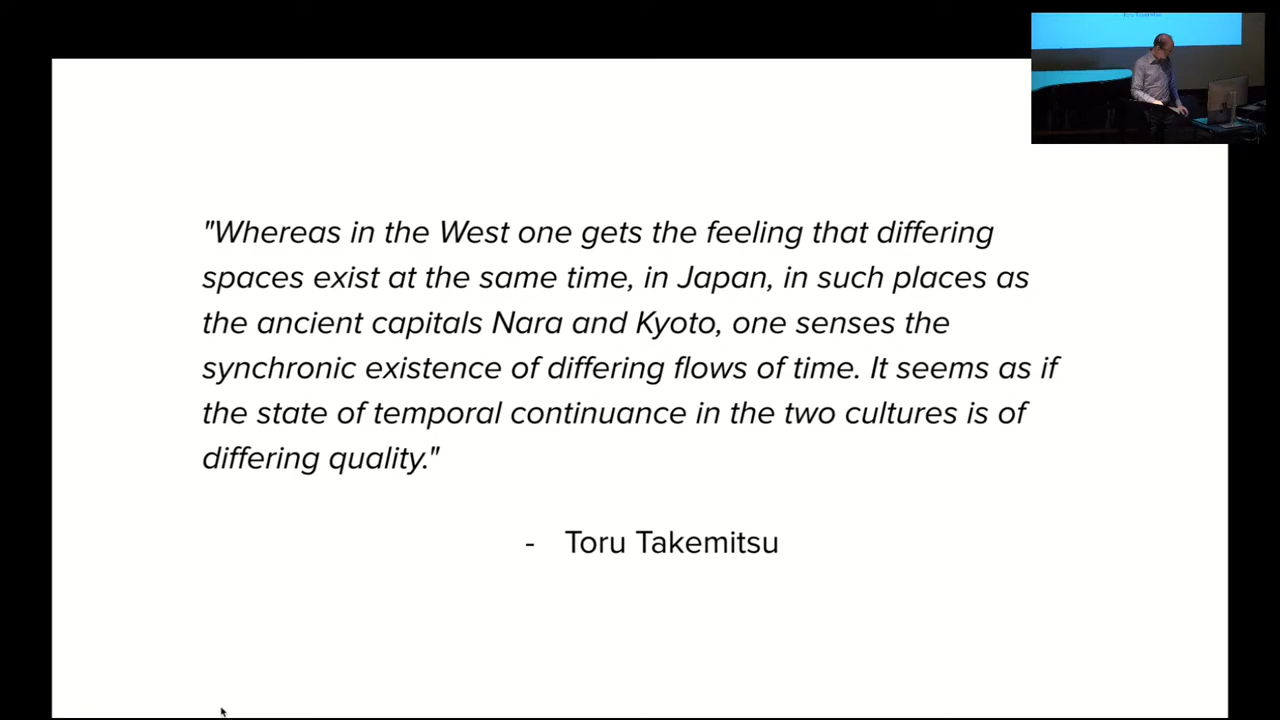 "Whereas in the West one gets the feeling that differing
spaces exist at the same time, in Japan, in such places as
the ancient capitals Nara and Kyoto, one senses the
synchronic existence of differing flows of time. It seems as if
the state of temporal continuance in the two cultures is of
differing quality."
- Toru Takemitsu